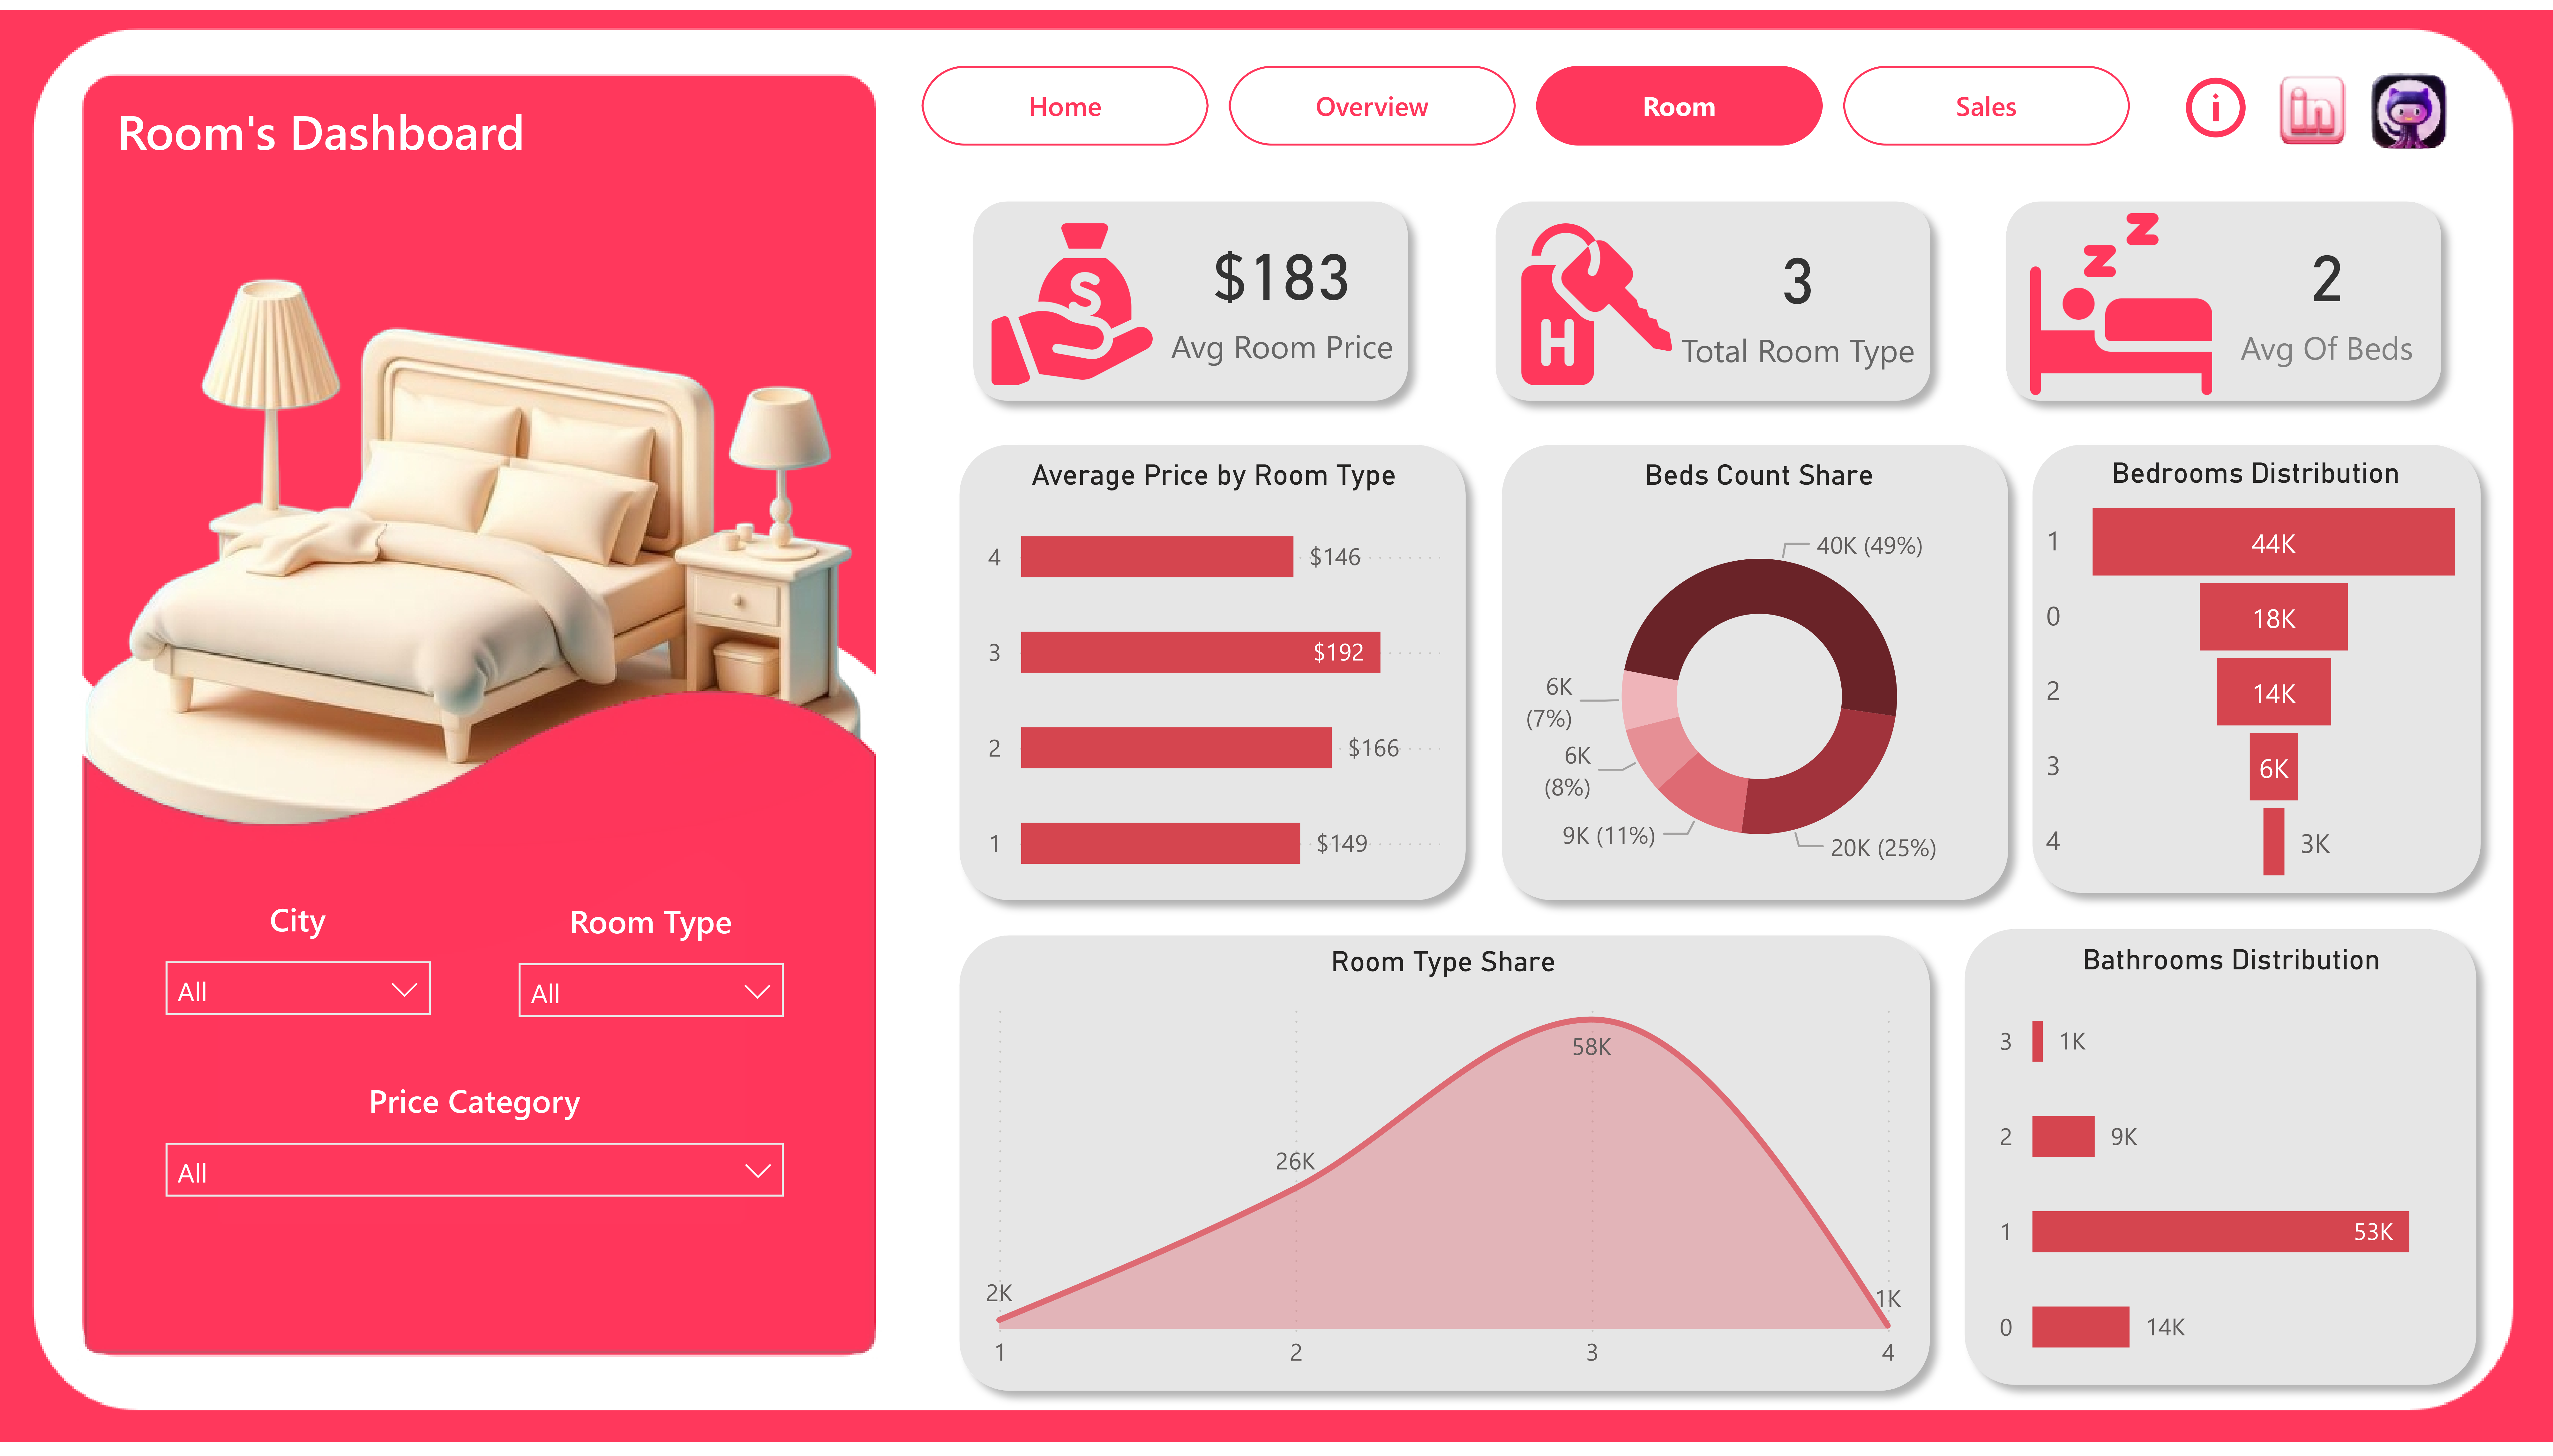 Room's Dashboard
Home
Overview
Room
Sales
i
in
S
$183
Avg Room Price
H
3
Total Room Type
z
z
2
Avg Of Beds
Average Price by Room Type
4
$146
3
$192
2
$166
1
$149
Beds Count Share
40K (49%)
6K
(7%)
6K
(8%)
9K (11%)
20K (25%)
Bedrooms Distribution
1
44K
0
18K
2
14K
3
6K
4
3K
City
Room Type
All
All
Price Category
All
Room Type Share
58K
26K
2K
1K
1
2
3
4
Bathrooms Distribution
3
1K
2
9K
1
53K
0
14K